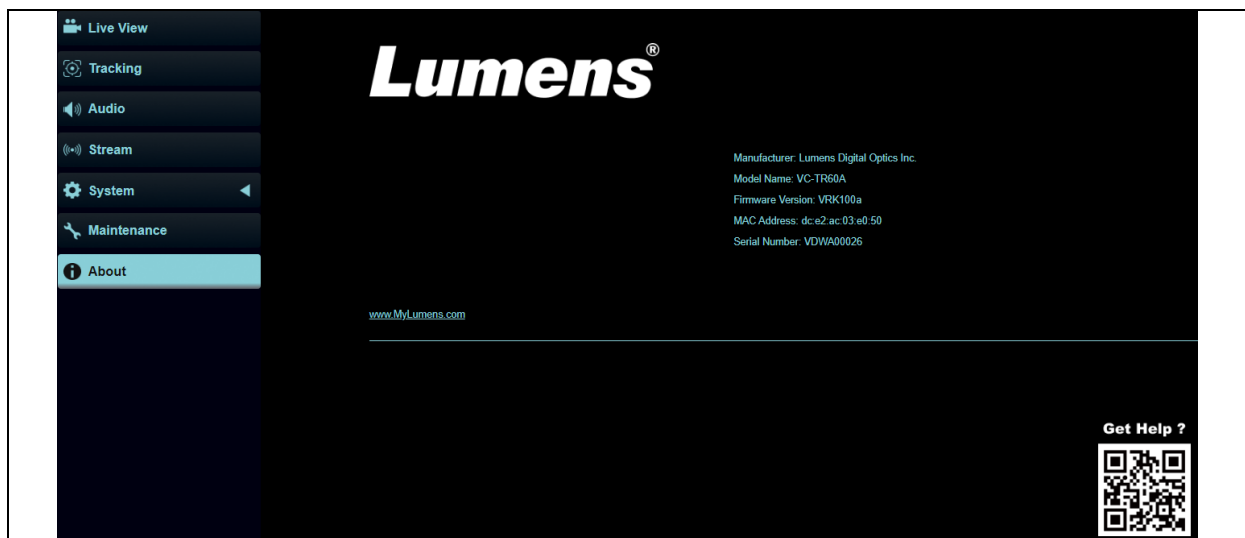 Live View
Tracking
Audio
Stream
System
Maintenance
About
Lumens®
Manufacturer: Lumens Digital Optics Inc.
Model Name: VC-TR60A
Firmware Version: VRK100a
MAC Address: dc:e2:ac:03:e0:50
Serial Number: VDWA00026
www.MyLumens.com
Get Help ?